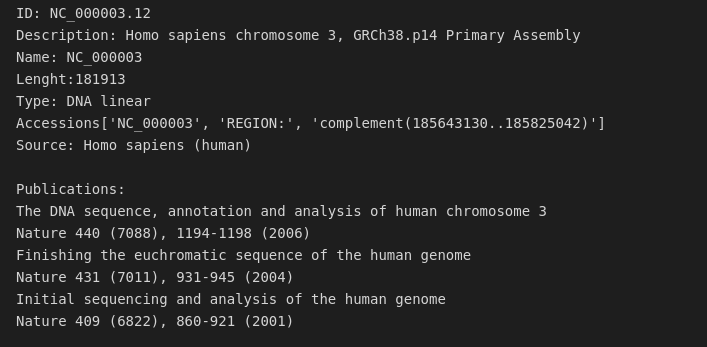 ID: NC_000003.12
Description: Homo sapiens chromosome 3, GRCh38.p14 Primary Assembly
Name: NC_000003
Lenght:181913
Type: DNA linear
Accessions['NC_000003', 'REGION:', 'complement(185643130..185825042)']
Source: Homo sapiens (human)
Publications:
The DNA sequence, annotation and analysis of human chromosome 3
Nature 440 (7088), 1194-1198 (2006)
Finishing the euchromatic sequence of the human genome
Nature 431 (7011), 931-945 (2004)
Initial sequencing and analysis of the human genome
Nature 409 (6822), 860-921 (2001)